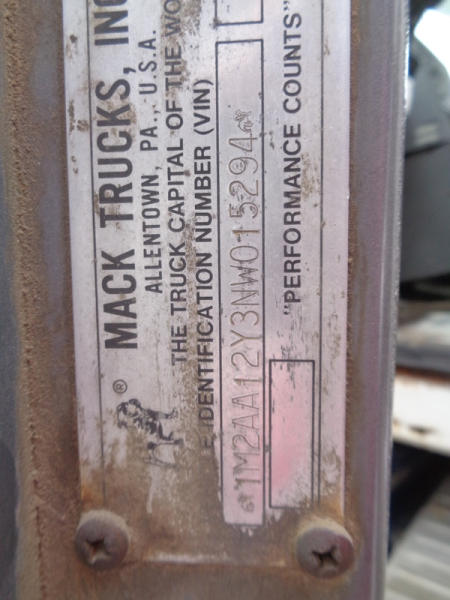 MACK TRUCKS, INC
ALLENTOWN, PA., U.S.A.
®
THE TRUCK CAPITAL OF THE WO
E IDENTIFICATION NUMBER (VIN)
1M2AA12Y3NW015294
"PERFORMANCE COUNTS"